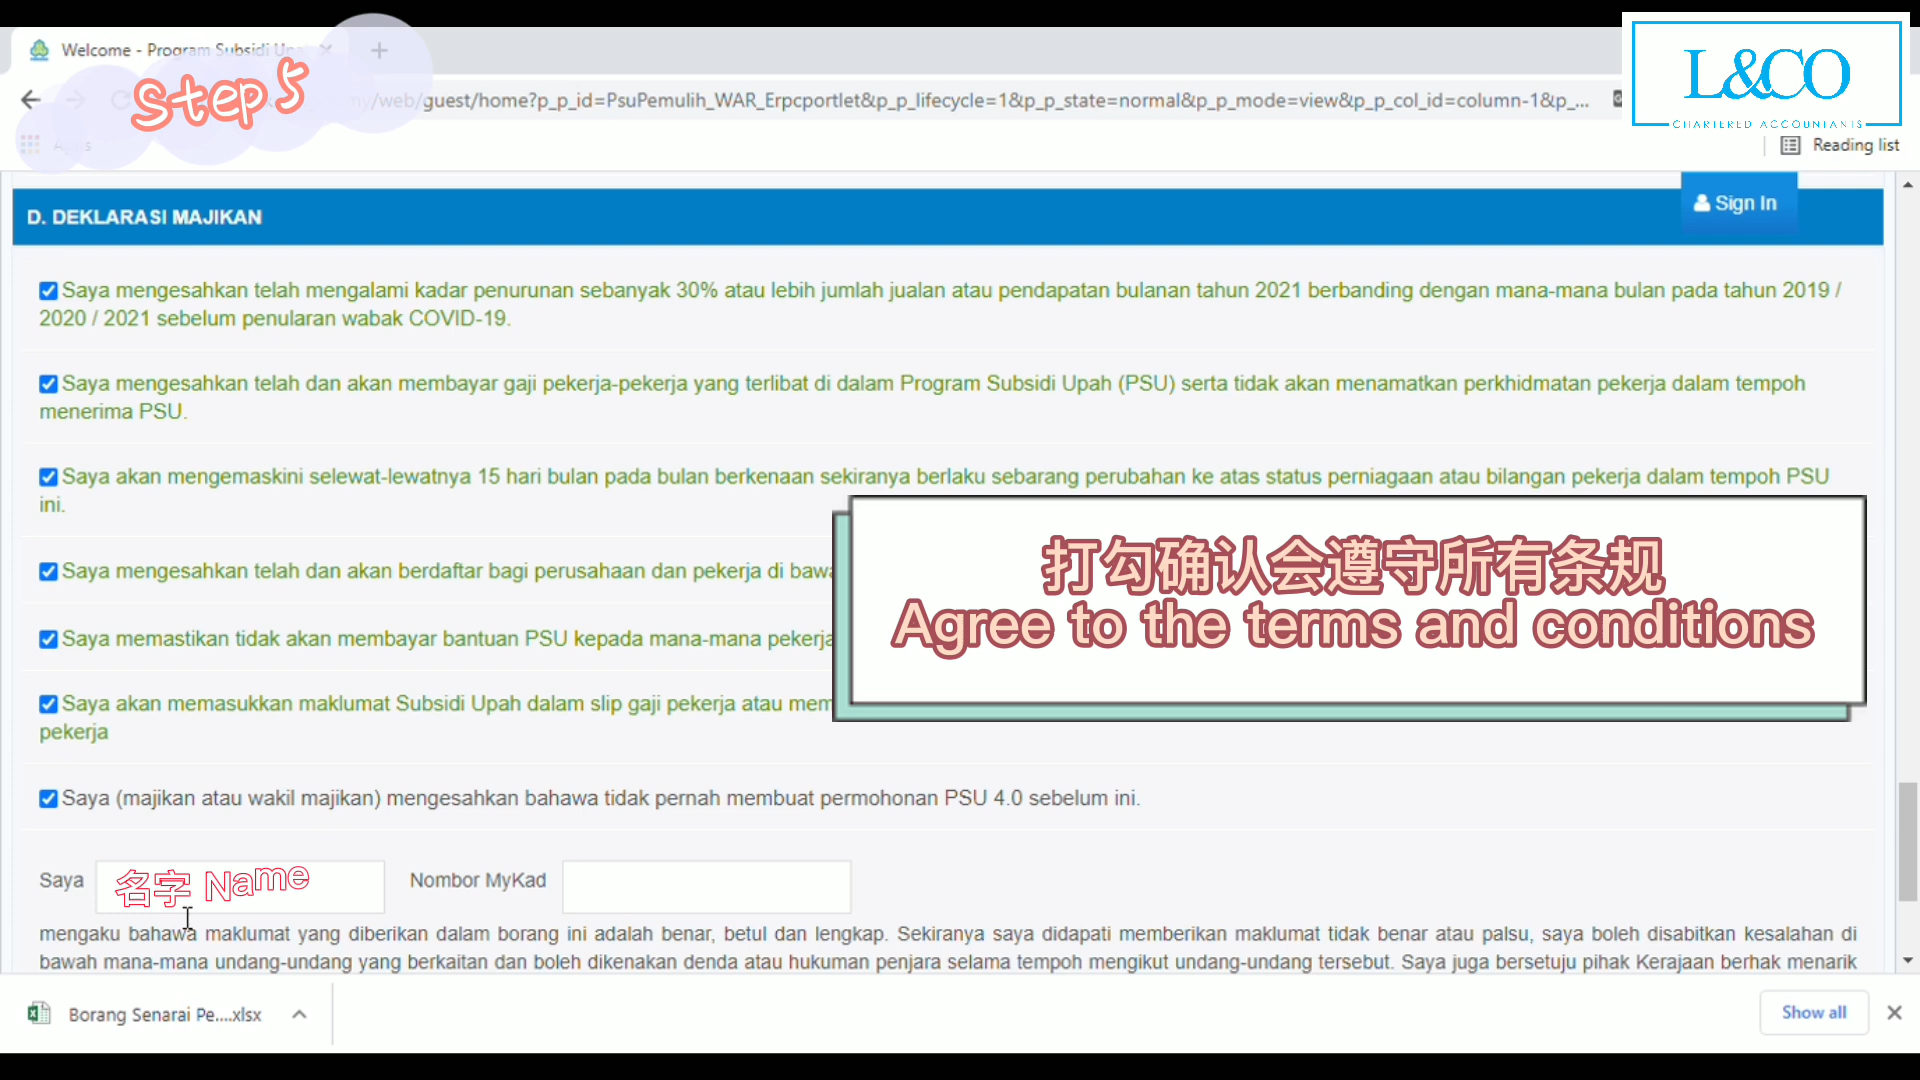 Welcome - Program Subsidi Upa
Step 5
/web/guest/home?p_p_id=PsuPemulih_WAR_Erpcportlet&p_p_lifecycle=1&p_p_state=normal&p_p_mode=view&p_p_col_id=column-1&p_...
L&CO
CHARTERED ACCOUNTANTS
Apps
Reading list
Sign In
D. DEKLARASI MAJIKAN
Saya mengesahkan telah mengalami kadar penurunan sebanyak 30% atau lebih jumlah jualan atau pendapatan bulanan tahun 2021 berbanding dengan mana-mana bulan pada tahun 2019 /
2020 / 2021 sebelum penularan wabak COVID-19.
Saya mengesahkan telah dan akan membayar gaji pekerja-pekerja yang terlibat di dalam Program Subsidi Upah (PSU) serta tidak akan menamatkan perkhidmatan pekerja dalam tempoh
menerima PSU.
Saya akan mengemaskini selewat-lewatnya 15 hari bulan pada bulan berkenaan sekiranya berlaku sebarang perubahan ke atas status perniagaan atau bilangan pekerja dalam tempoh PSU
ini.
Saya mengesahkan telah dan akan berdaftar bagi perusahaan dan pekerja di
打勾确认会遵守所有条规
Agree to the terms and conditions
Saya memastikan tidak akan membayar bantuan PSU kepada mana-mana pekerja
Saya akan memasukkan maklumat Subsidi Upah dalam slip gaji pekerja atau
pekerja
Saya (majikan atau wakil majikan) mengesahkan bahawa tidak pernah membuat permohonan PSU 4.0 sebelum ini.
Saya 名字 Name Nombor MyKad
mengaku bahawa maklumat yang diberikan dalam borang ini adalah benar, betul dan lengkap. Sekiranya saya didapati memberikan maklumat tidak benar atau palsu, saya boleh disabitkan kesalahan di
bawah mana-mana undang-undang yang berkaitan dan boleh dikenakan denda atau hukuman penjara selama tempoh mengikut undang-undang tersebut. Saya juga bersetuju pihak Kerajaan berhak menarik
Borang Senarai Pe....xlsx
Show all